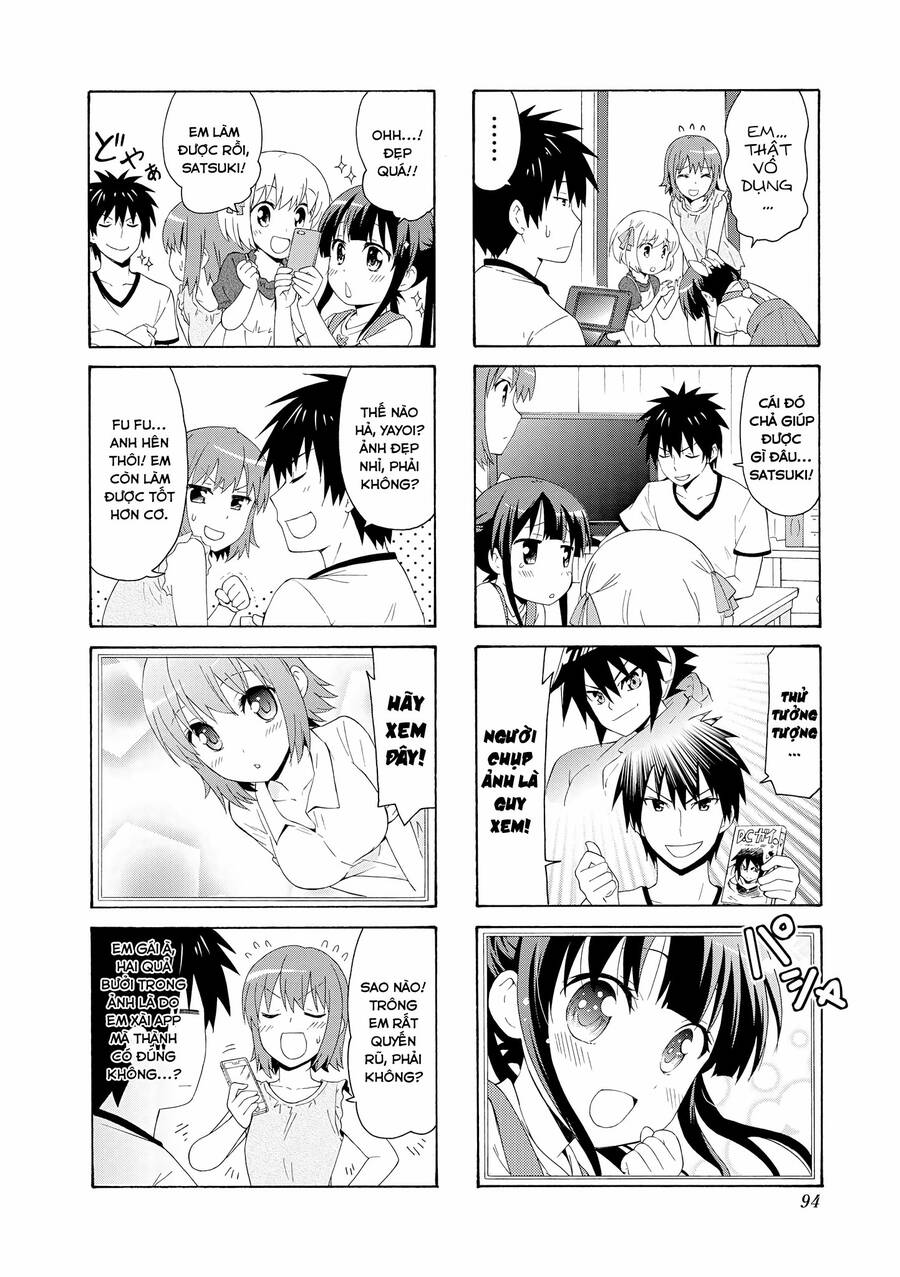 .......
EM...
THẬT
VÔ
DỤNG
...
CÁI ĐÓ
CHẢ GIÚP
ĐƯỢC
GÌ ĐÂU...
SATSUKI!
THỬ
TƯỞNG
TƯỢNG
...
NGƯỜI
CHỤP
ẢNH LÀ
GUY
XEM!
D.C.ガイ。
パシャ
OHH...!
ĐẸP
QUÁ!!
EM LÀM
ĐƯỢC RỒI,
SATSUKI!
どやぁ
THẾ NÀO
HẢ, YAYOI?
ẢNH ĐẸP
NHỈ, PHẢI
KHÔNG?
FU FU...
ANH HÊN
THÔI! EM
CÒN LÀM
ĐƯỢC TỐT
HƠN CƠ.
HÃY
XEM
ĐÂY!
SAO NÀO!
TRÔNG
EM RẤT
QUYẾN
RŨ, PHẢI
KHÔNG?
EM GÁI À,
HAI QUẢ
BƯỞI TRONG
ẢNH LÀ DO
EM XÀI APP
MÀ THÀNH
CÓ ĐÚNG
KHÔNG...?
94